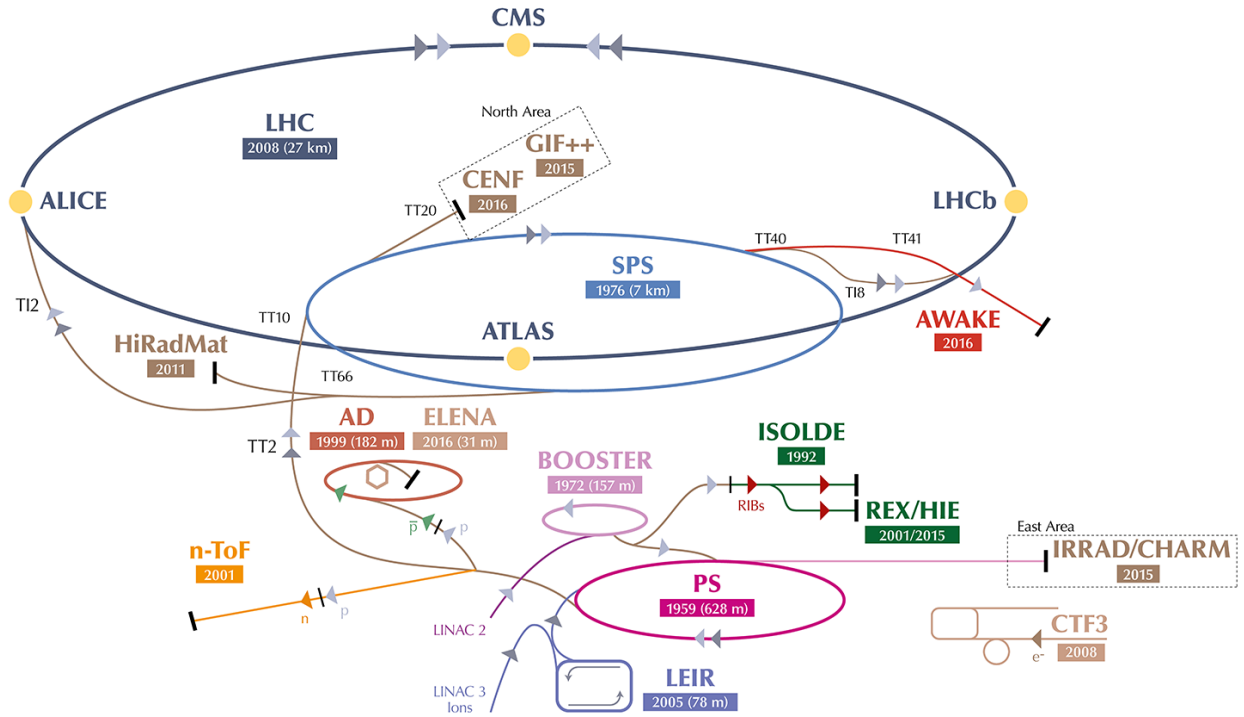 CMS
North Area
LHC
2008 (27 km)
GIF++
2015
CENF
2016
ALICE
LHCb
TT20
TT40
TT41
SPS
1976 (7 km)
TI8
TI2
TT10
AWAKE
2016
ATLAS
HiRadMat
2011
TT66
AD
1999 (182 m)
ELENA
2016 (31 m)
TT2
ISOLDE
1992
BOOSTER
1972 (157 m)
RIBs
REX/HIE
2001/2015
p̅
p
East Area
n-ToF
2001
IRRAD/CHARM
2015
PS
1959 (628 m)
n
p
LINAC 2
CTF3
2008
e-
LEIR
2005 (78 m)
LINAC 3
Ions